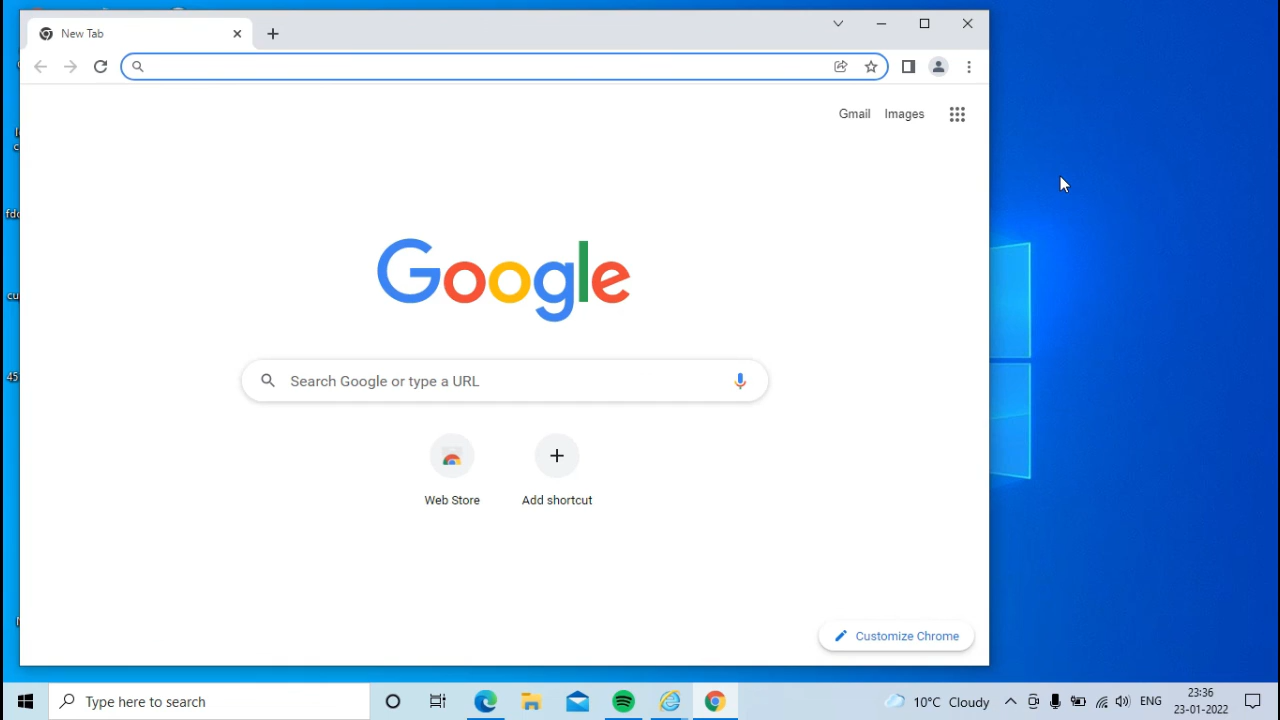 New Tab
Gmail Images
Google
Search Google or type a URL
Web Store
Add shortcut
Customize Chrome
45
Type here to search
10°C Cloudy
ENG
23:36
23-01-2022